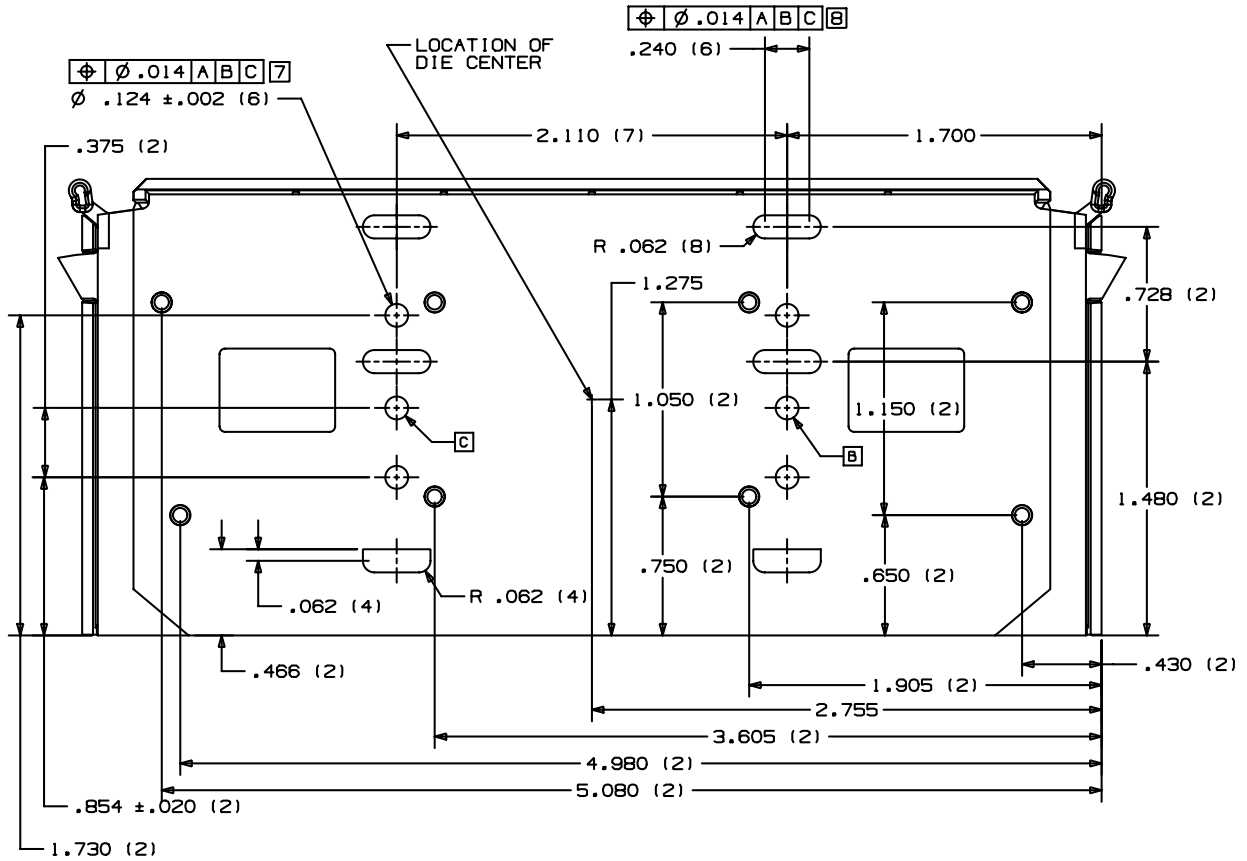 ⌖ Ø .014 A B C 8
.240 (6)
LOCATION OF
DIE CENTER
⌖ Ø .014 A B C 7
Ø .124 ±.002 (6)
2.110 (7)
1.700
.375 (2)
R .062 (8)
1.275
.728 (2)
1.050 (2)
1.150 (2)
C
B
1.480 (2)
.750 (2)
.650 (2)
.062 (4)
R .062 (4)
.466 (2)
.430 (2)
1.905 (2)
2.755
3.605 (2)
4.980 (2)
5.080 (2)
.854 ±.020 (2)
1.730 (2)